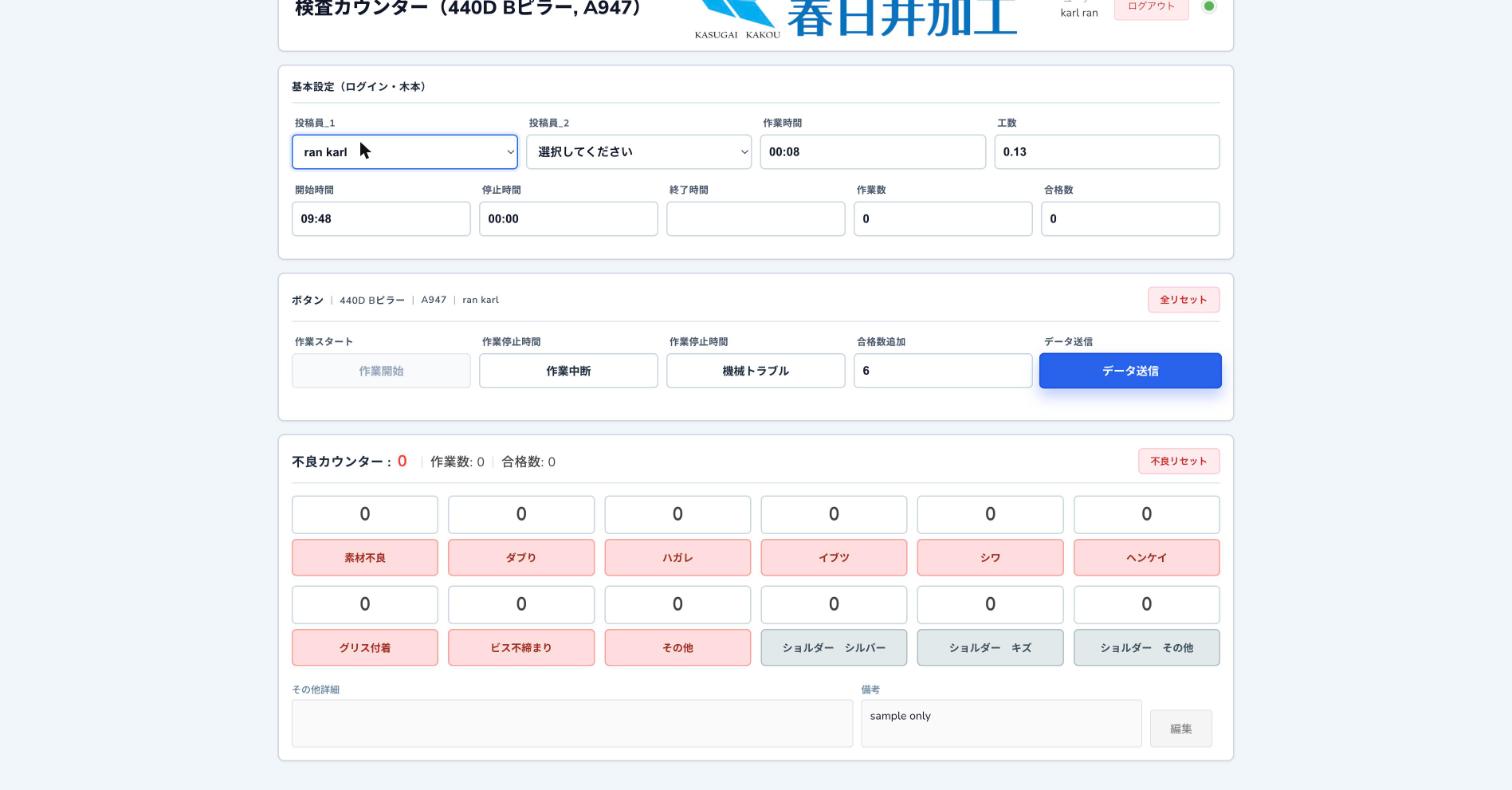 検査カウンター（440D Bピラー, A947）
春日井加工
KASUGAI KAKOU
karl ran
ログアウト
基本設定（ログイン・木本）
投稿員_1 投稿員_2 作業時間 工数
ran karl 選択してください 00:08 0.13
開始時間 停止時間 終了時間 作業数 合格数
09:48 00:00 0 0
ボタン | 440D Bピラー | A947 | ran karl 全リセット
作業スタート 作業停止時間 作業停止時間 合格数追加 データ送信
作業開始 作業中断 機械トラブル 6 データ送信
不良カウンター : 0 | 作業数: 0 | 合格数: 0 不良リセット
0 0 0 0 0 0
素材不良 ダブり ハガレ イブツ シワ ヘンケイ
0 0 0 0 0 0
グリス付着 ビス不締まり その他 ショルダー　シルバー ショルダー　キズ ショルダー　その他
その他詳細 備考
sample only
編集